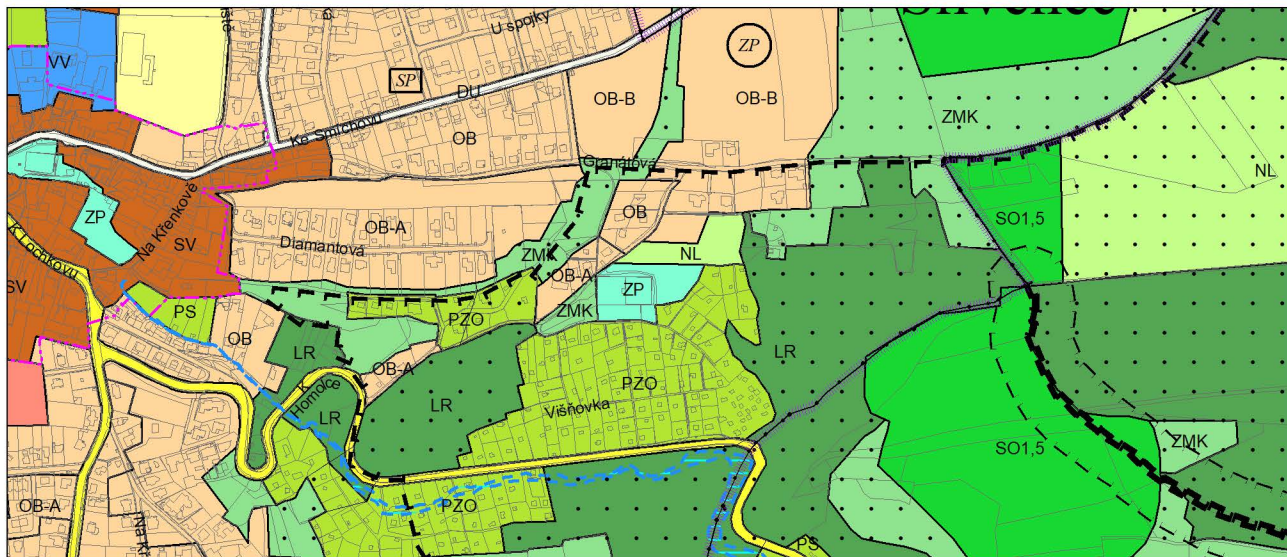 Slivenec
U spojky
ZP
VV
SP
OB-B
OB-B
DU
Ke Smíchovu
OB
ZMK
Granátová
NL
Na Křenkově
OB
SO1,5
ZP
OB-A
K Lochkovu
SV
Diamantová
ZMK
NL
OB-A
SV
ZP
PS
PZO
ZMK
OB
LR
LR
OB-A
K Homolce
LR
PZO
LR
Višňovka
ZMK
SO1,5
OB-A
PZO
PS